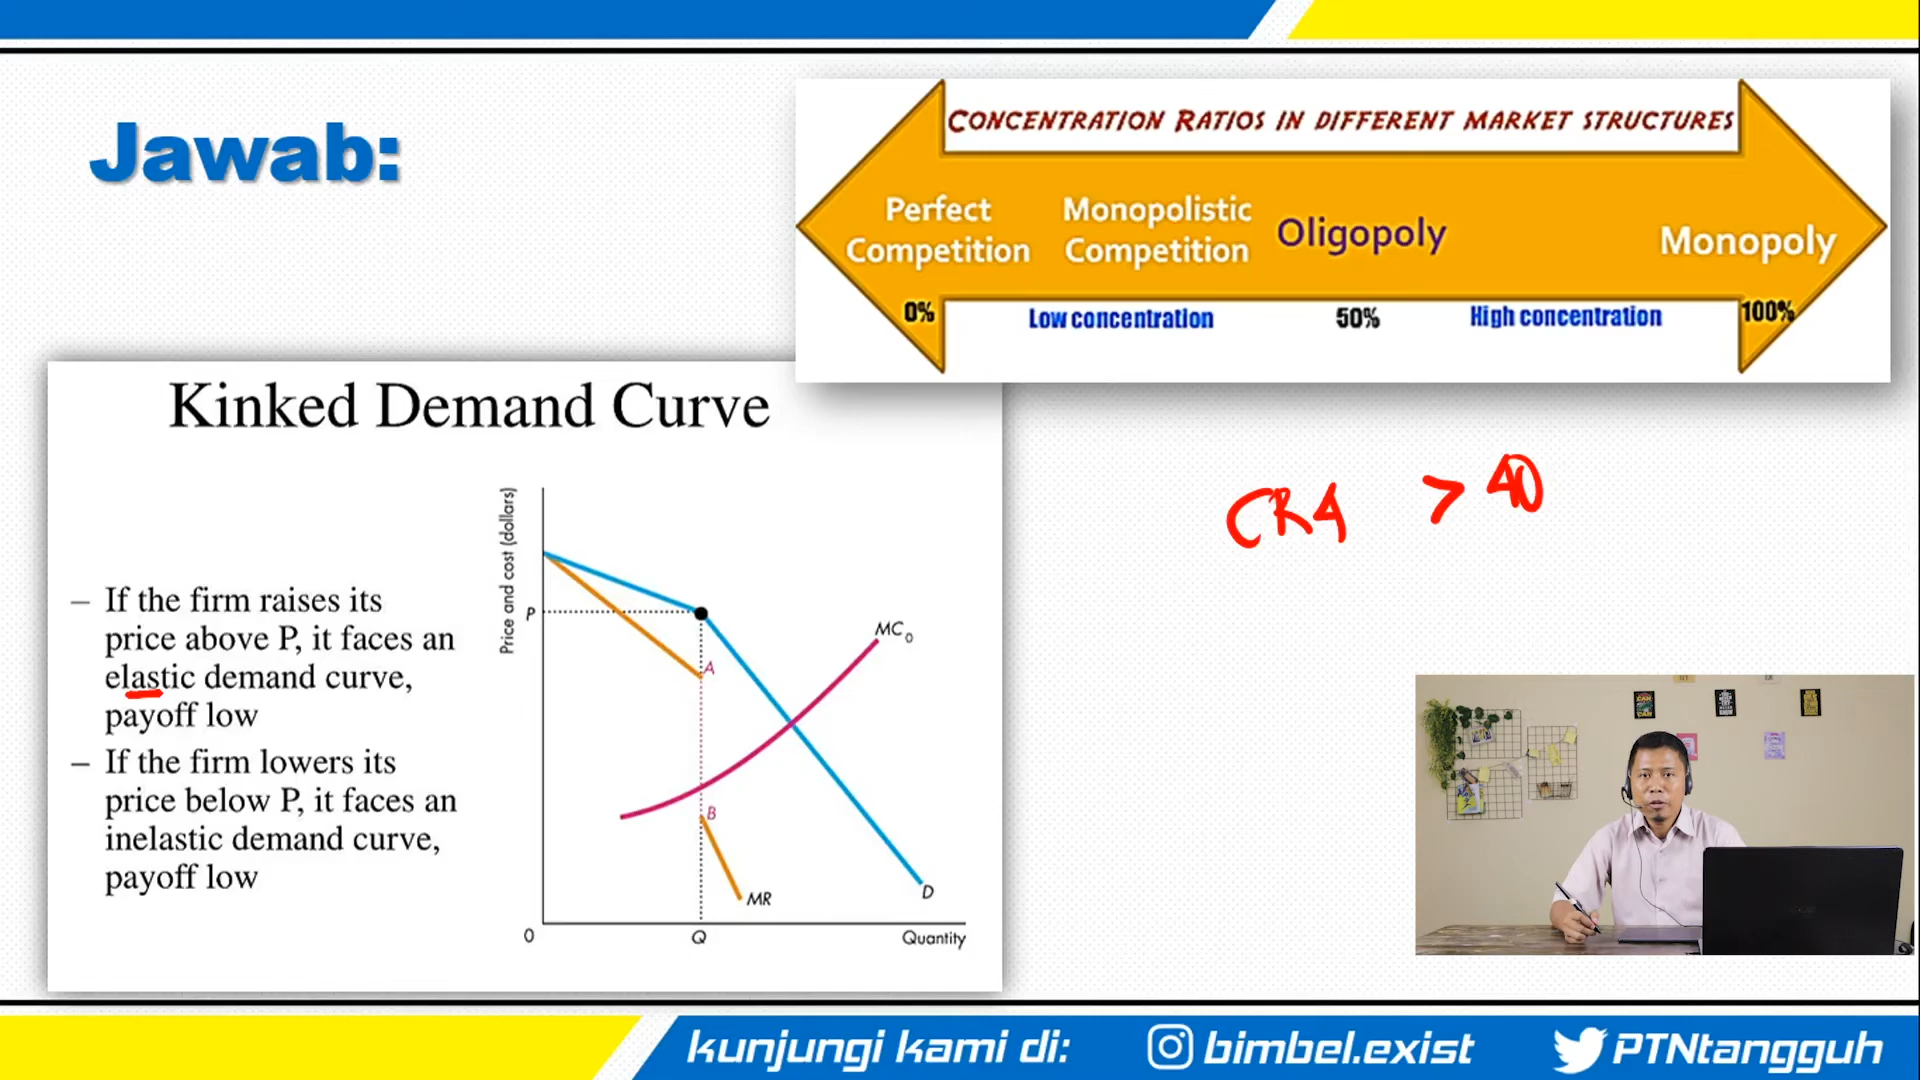 Jawab:
CONCENTRATION RATIOS IN DIFFERENT MARKET STRUCTURES
Perfect
Competition
Monopolistic
Competition
Oligopoly
Monopoly
0%
Low concentration
50%
High concentration
100%
Kinked Demand Curve
– If the firm raises its
price above P, it faces an
elastic demand curve,
payoff low
– If the firm lowers its
price below P, it faces an
inelastic demand curve,
payoff low
Price and cost (dollars)
P
A
B
MC0
MR
D
0
Q
Quantity
CR4 > 40
kunjungi kami di:
bimbel.exist
PTNtangguh